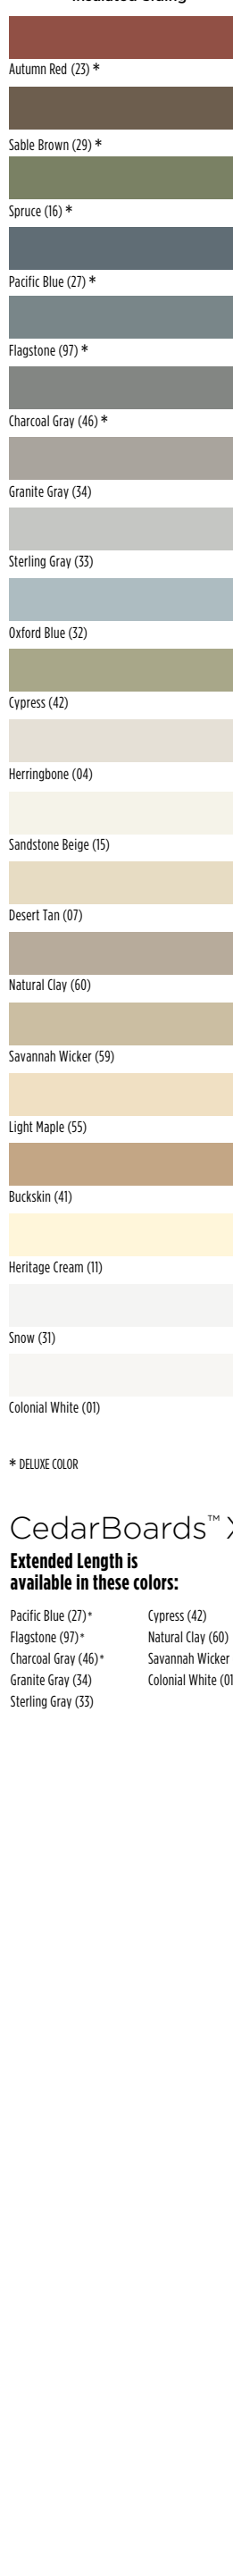 Insulated Siding
Autumn Red (23) *
Sable Brown (29) *
Spruce (16) *
Pacific Blue (27) *
Flagstone (97) *
Charcoal Gray (46) *
Granite Gray (34)
Sterling Gray (33)
Oxford Blue (32)
Cypress (42)
Herringbone (04)
Sandstone Beige (15)
Desert Tan (07)
Natural Clay (60)
Savannah Wicker (59)
Light Maple (55)
Buckskin (41)
Heritage Cream (11)
Snow (31)
Colonial White (01)
* DELUXE COLOR
CedarBoards™ X
Extended Length is
available in these colors:
Pacific Blue (27)*
Flagstone (97)*
Charcoal Gray (46)*
Granite Gray (34)
Sterling Gray (33)
Cypress (42)
Natural Clay (60)
Savannah Wicker
Colonial White (01